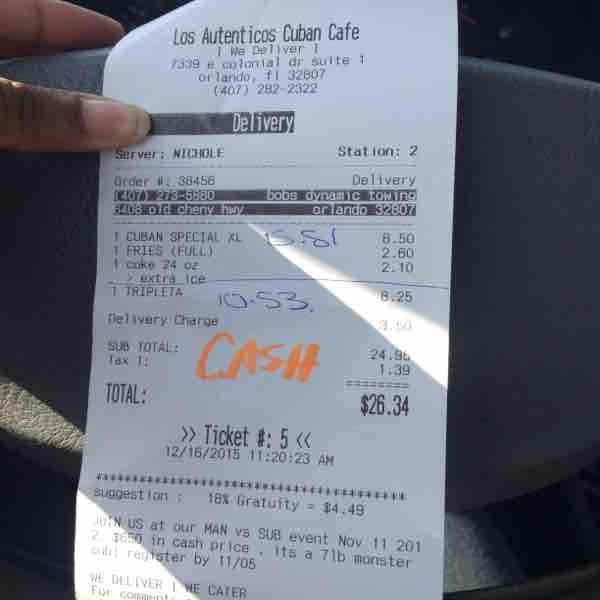 Los Autenticos Cuban Cafe
| We Deliver |
7339 e colonial dr suite 1
orlando, fl 32807
(407) 282-2322
Delivery
Server: NICHOLE Station: 2
Order #: 38456 Delivery
(407) 273-5880 bobs dynamic towing
6408 old cheny hwy orlando 32807
1 CUBAN SPECIAL XL 15.81 8.50
1 FRIES (FULL) 2.60
1 coke 24 oz 2.10
> extra ice
1 TRIPLETA 10.53. 8.25
Delivery Charge 3.50
SUB TOTAL: CASH 24.95
Tax 1: 1.39
========
TOTAL: $26.34
>> Ticket #: 5 <<
12/16/2015 11:20:23 AM
suggestion : 18% Gratuity = $4.49
JOIN US at our MAN vs SUB event Nov 11 201
2. $650 in cash price . Its a 7lb monster
sub! register by 11/05
WE DELIVER | WE CATER
For comments